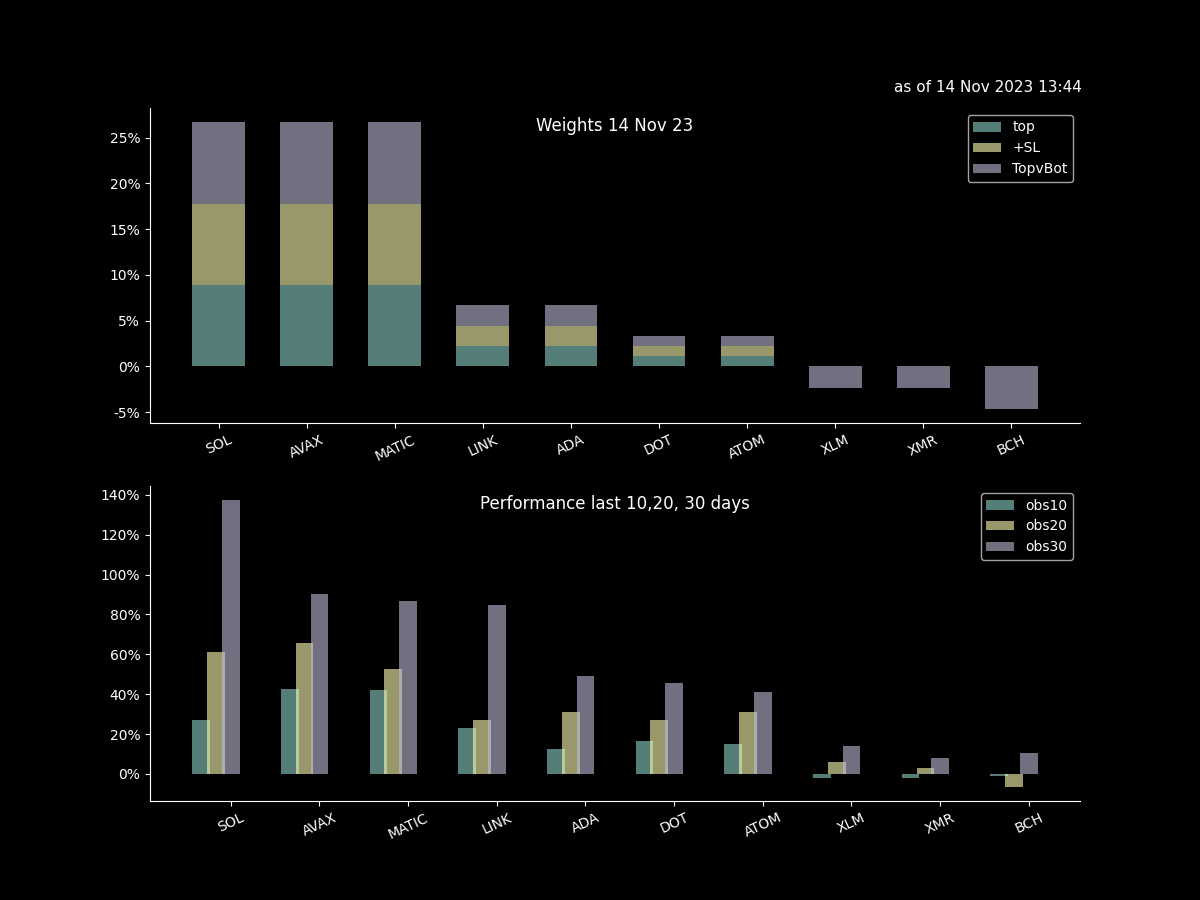 as of 14 Nov 2023 13:44
Weights 14 Nov 23
top
+SL
TopvBot
25%
20%
15%
10%
5%
0%
-5%
SOL AVAX MATIC LINK ADA DOT ATOM XLM XMR BCH
Performance last 10,20, 30 days
obs10
obs20
obs30
140%
120%
100%
80%
60%
40%
20%
0%
SOL AVAX MATIC LINK ADA DOT ATOM XLM XMR BCH